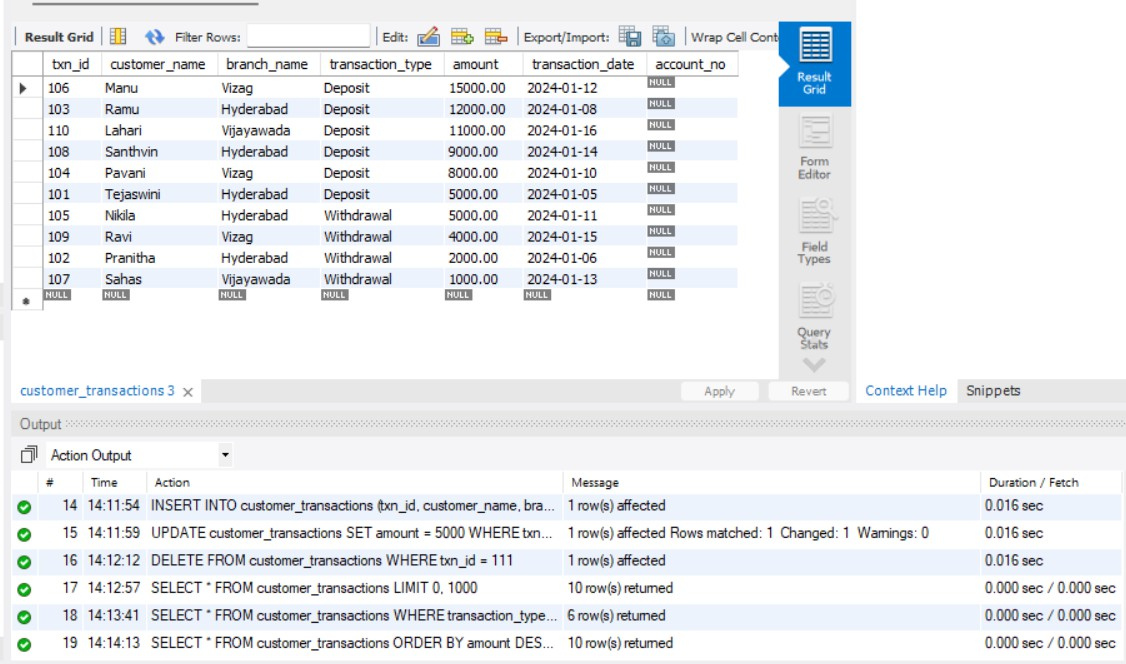 Result Grid Filter Rows: Edit: Export/Import: Wrap Cell Cont
txn_id customer_name branch_name transaction_type amount transaction_date account_no
106 Manu Vizag Deposit 15000.00 2024-01-12 NULL
103 Ramu Hyderabad Deposit 12000.00 2024-01-08 NULL
110 Lahari Vijayawada Deposit 11000.00 2024-01-16 NULL
108 Santhvin Hyderabad Deposit 9000.00 2024-01-14 NULL
104 Pavani Vizag Deposit 8000.00 2024-01-10 NULL
101 Tejaswini Hyderabad Deposit 5000.00 2024-01-05 NULL
105 Nikila Hyderabad Withdrawal 5000.00 2024-01-11 NULL
109 Ravi Vizag Withdrawal 4000.00 2024-01-15 NULL
102 Pranitha Hyderabad Withdrawal 2000.00 2024-01-06 NULL
107 Sahas Vijayawada Withdrawal 1000.00 2024-01-13 NULL
NULL NULL NULL NULL NULL NULL NULL
Result
Grid
Form
Editor
Field
Types
Query
Stats
customer_transactions 3 Apply Revert Context Help Snippets
Output
Action Output
# Time Action Message Duration / Fetch
14 14:11:54 INSERT INTO customer_transactions (txn_id, customer_name, bra... 1 row(s) affected 0.016 sec
15 14:11:59 UPDATE customer_transactions SET amount = 5000 WHERE txn... 1 row(s) affected Rows matched: 1 Changed: 1 Warnings: 0 0.016 sec
16 14:12:12 DELETE FROM customer_transactions WHERE txn_id = 111 1 row(s) affected 0.016 sec
17 14:12:57 SELECT * FROM customer_transactions LIMIT 0, 1000 10 row(s) returned 0.000 sec / 0.000 sec
18 14:13:41 SELECT * FROM customer_transactions WHERE transaction_type... 6 row(s) returned 0.000 sec / 0.000 sec
19 14:14:13 SELECT * FROM customer_transactions ORDER BY amount DES... 10 row(s) returned 0.000 sec / 0.000 sec